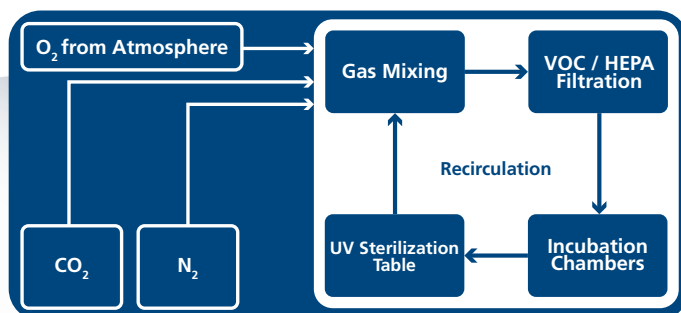 O₂ from Atmosphere
Gas Mixing
VOC / HEPA
Filtration
Recirculation
CO₂
N₂
UV Sterilization
Table
Incubation
Chambers